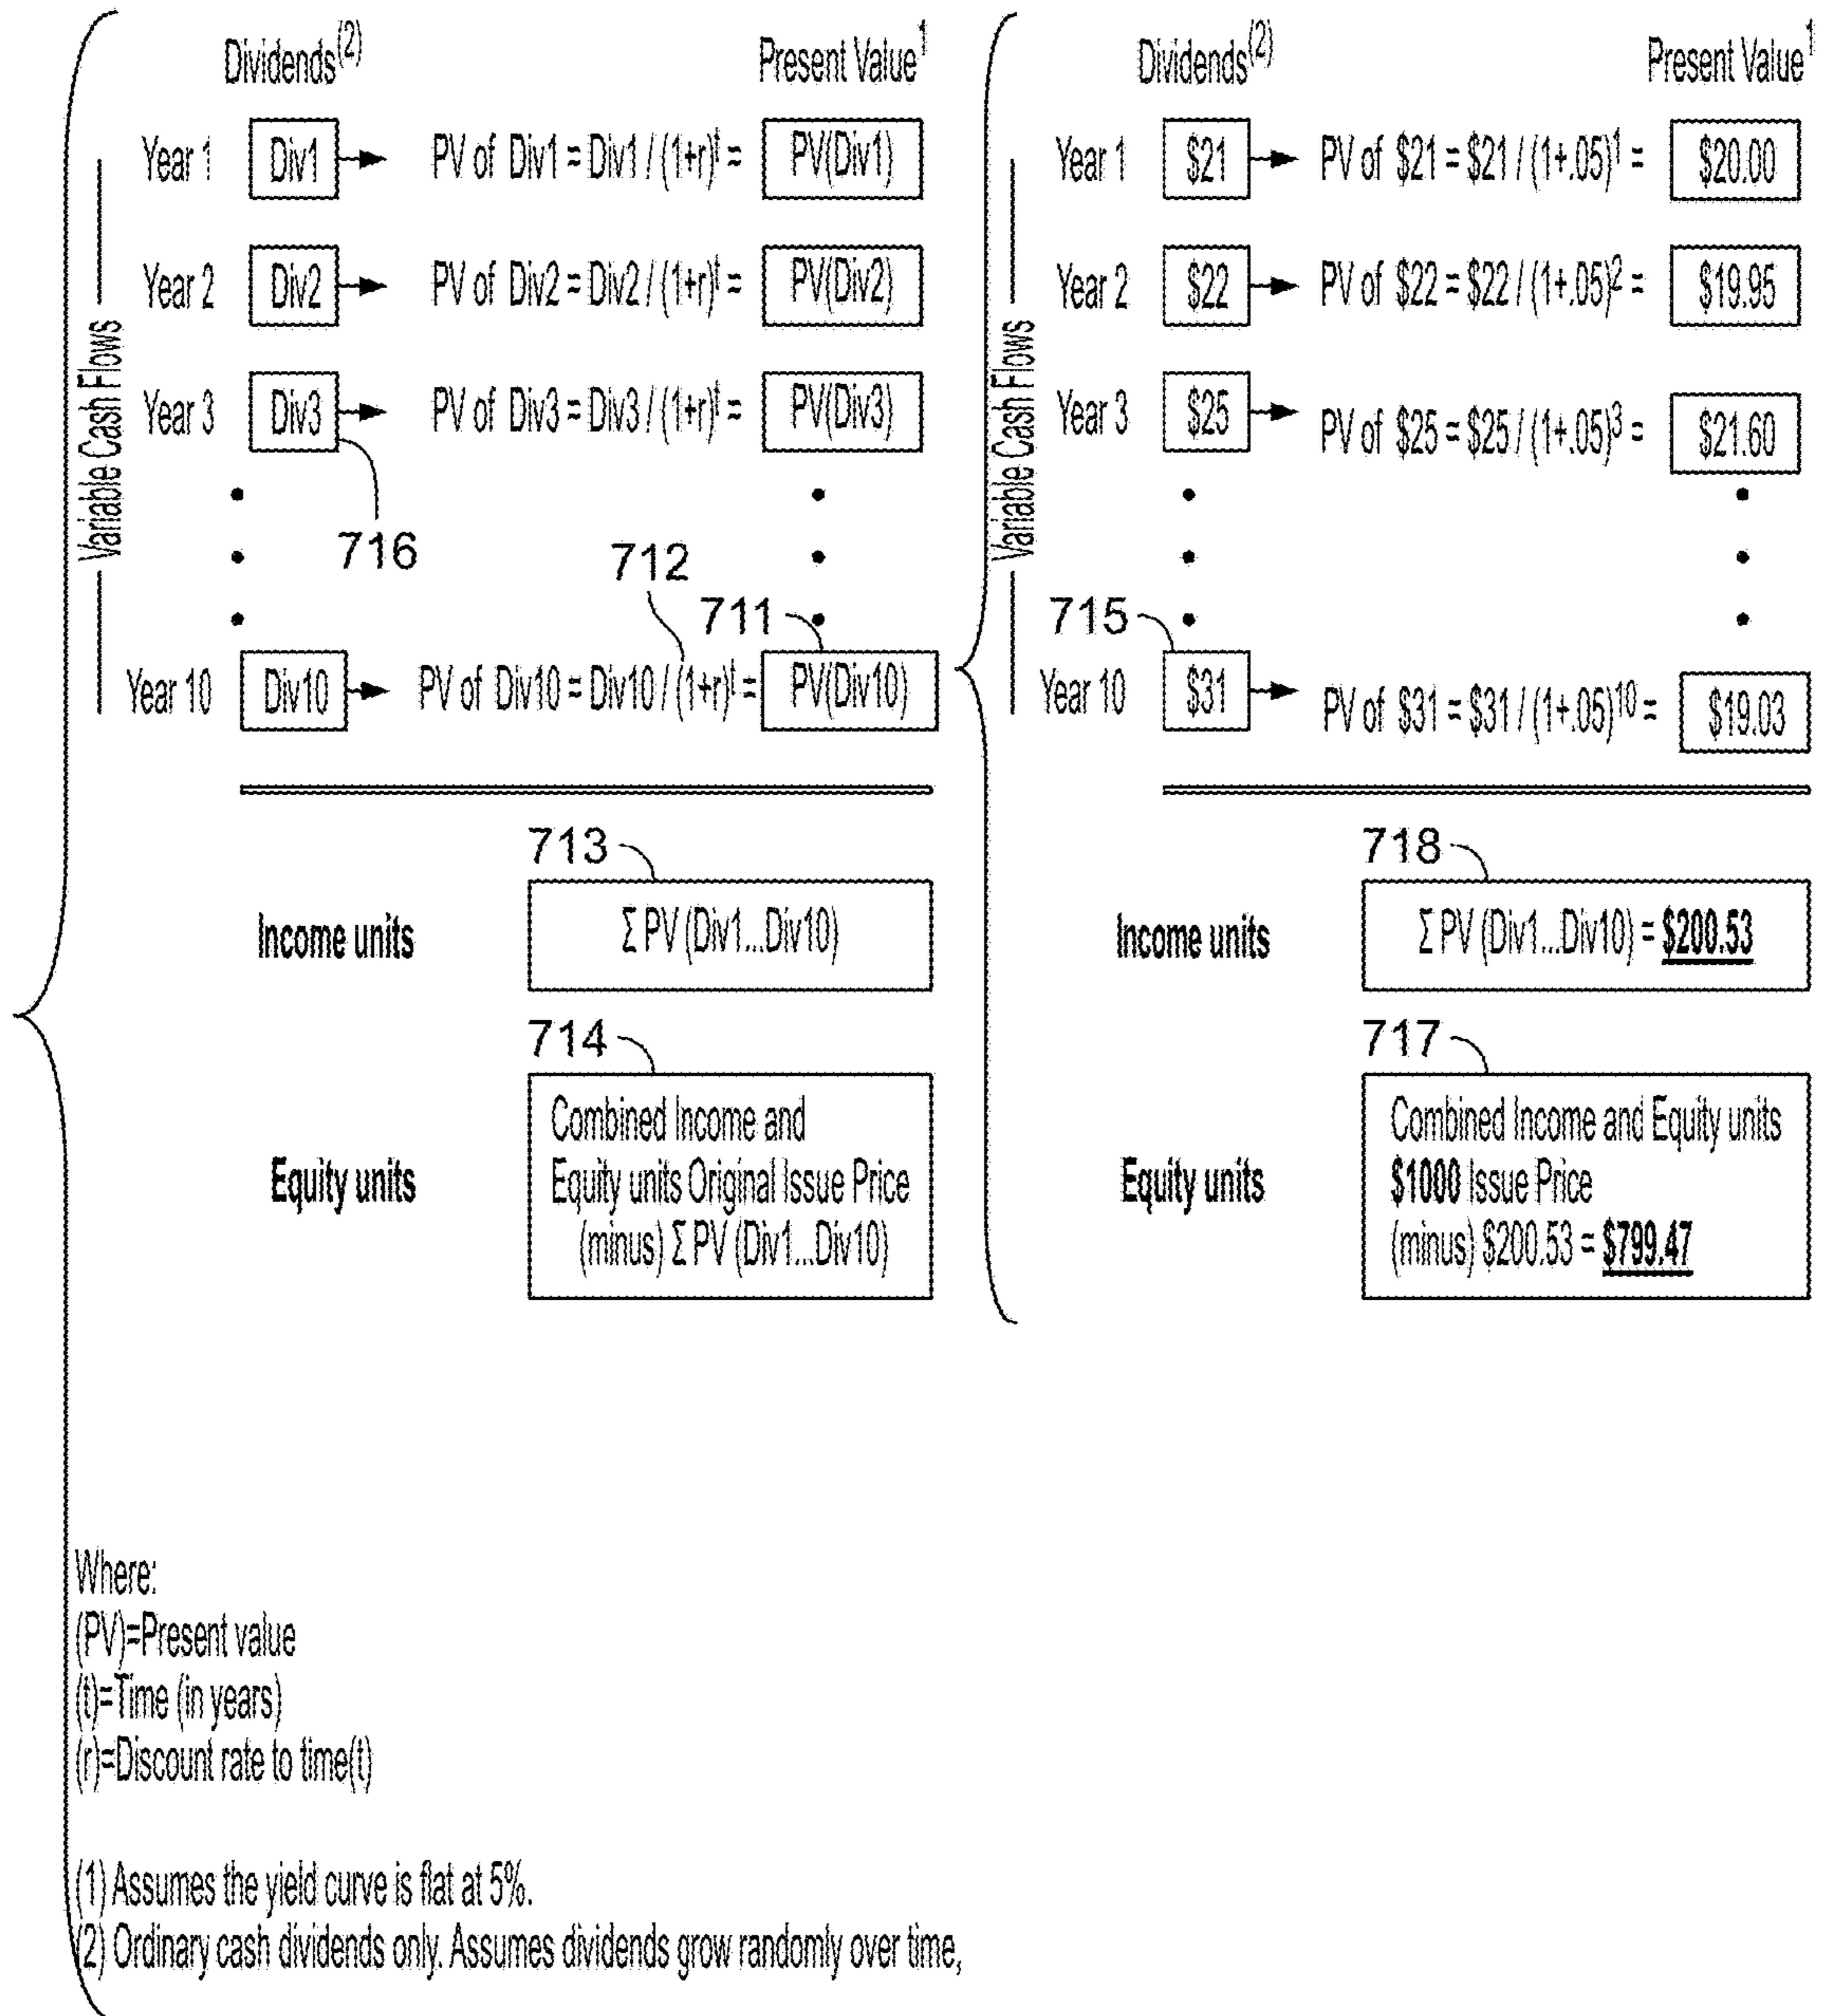 Dividends(2) Present Value1
Year 1 Div1 PV of Div1 = Div1 / (1+r)t = PV(Div1)
Year 2 Div2 PV of Div2 = Div2 / (1+r)t = PV(Div2)
Year 3 Div3 PV of Div3 = Div3 / (1+r)t = PV(Div3)
Variable Cash Flows
716
712
711
Year 10 Div10 PV of Div10 = Div10 / (1+r)t = PV(Div10)
713
Income units Σ PV (Div1...Div10)
714
Equity units
Combined Income and
Equity units Original Issue Price
(minus) Σ PV (Div1...Div10)
Dividends(2) Present Value1
Year 1 $21 PV of $21 = $21 / (1+.05)1 = $20.00
Year 2 $22 PV of $22 = $22 / (1+.05)2 = $19.95
Year 3 $25 PV of $25 = $25 / (1+.05)3 = $21.60
Variable Cash Flows
715
Year 10 $31 PV of $31 = $31 / (1+.05)10 = $19.03
718
Income units Σ PV (Div1...Div10) = $200.53
717
Equity units
Combined Income and Equity units
$1000 Issue Price
(minus) $200.53 = $799.47
Where:
(PV)=Present value
(t)=Time (in years)
(r)=Discount rate to time(t)
(1) Assumes the yield curve is flat at 5%.
(2) Ordinary cash dividends only. Assumes dividends grow randomly over time,